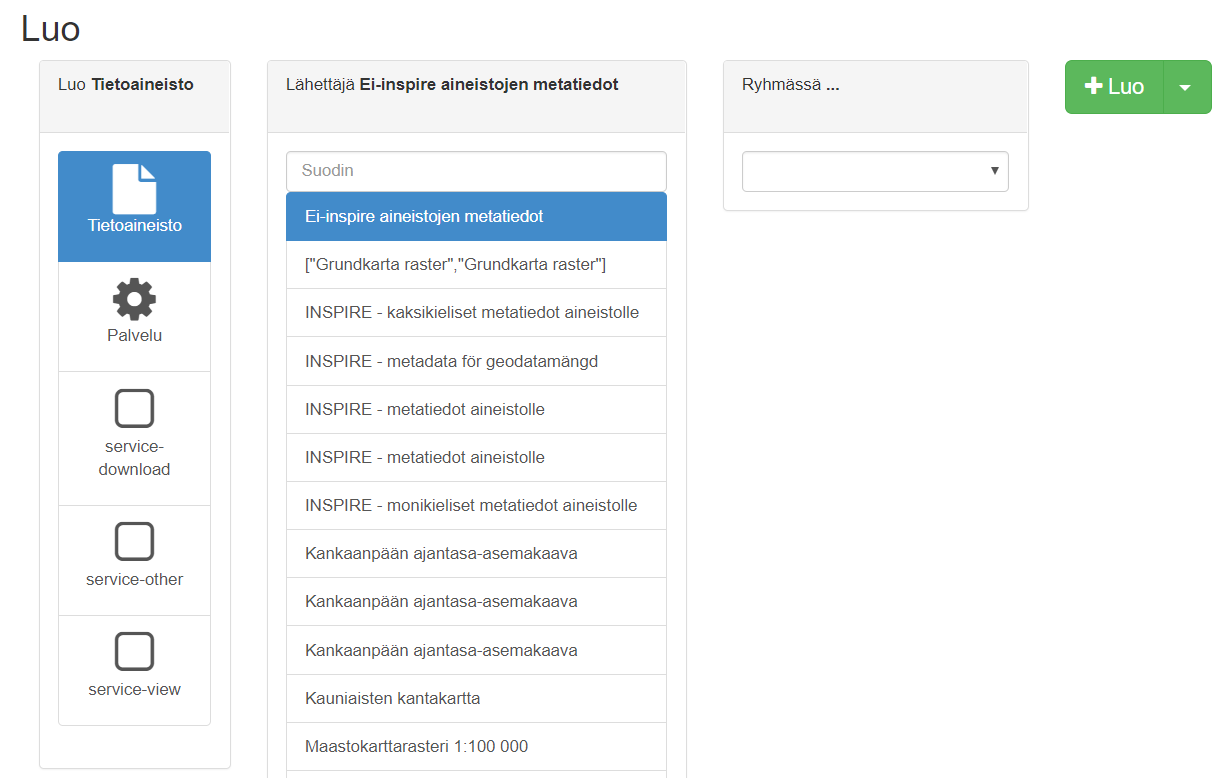 Luo
Luo Tietoaineisto
Tietoaineisto
Palvelu
service-
download
service-other
service-view
Lähettäjä Ei-inspire aineistojen metatiedot
Suodin
Ei-inspire aineistojen metatiedot
["Grundkarta raster","Grundkarta raster"]
INSPIRE - kaksikieliset metatiedot aineistolle
INSPIRE - metadata för geodatamängd
INSPIRE - metatiedot aineistolle
INSPIRE - metatiedot aineistolle
INSPIRE - monikieliset metatiedot aineistolle
Kankaanpään ajantasa-asemakaava
Kankaanpään ajantasa-asemakaava
Kankaanpään ajantasa-asemakaava
Kauniaisten kantakartta
Maastokarttarasteri 1:100 000
Ryhmässä ...
Luo